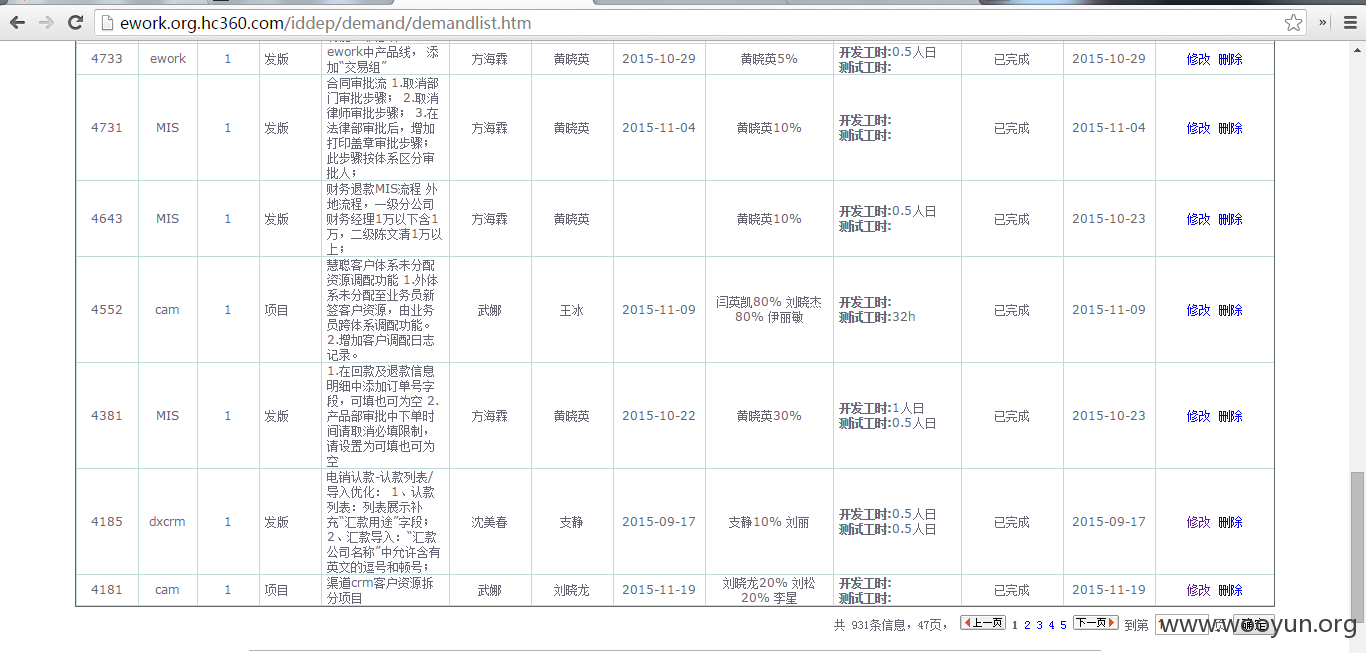 ework.org.hc360.com/iddep/demand/demandlist.htm
4733 ework 1 发版 ework中产品线， 添 方海霖 黄晓英 2015-10-29 黄晓英5% 开发工时:0.5人日 已完成 2015-10-29 修改 删除
加“交易组” 测试工时:
合同审批流 1.取消部
门审批步骤； 2.取消
律师审批步骤； 3.在
4731 MIS 1 发版 法律部审批后，增加 方海霖 黄晓英 2015-11-04 黄晓英10% 开发工时: 已完成 2015-11-04 修改 删除
打印盖章审批步骤； 测试工时:
此步骤按体系区分审
批人；
财务退款MIS流程 外
地流程，一级分公司
4643 MIS 1 发版 财务经理1万以下含1 方海霖 黄晓英 黄晓英10% 开发工时:0.5人日 已完成 2015-10-23 修改 删除
万，二级陈文清1万以 测试工时:
上；
慧聪客户体系未分配
资源调配功能 1.外体
系未分配至业务员新
4552 cam 1 项目 签客户资源，由业务 武娜 王冰 2015-11-09 闫英凯80% 刘晓杰 开发工时: 已完成 2015-11-09 修改 删除
员跨体系调配功能。 80% 伊丽敏 测试工时:32h
2.增加客户调配日志
记录。
1.在回款及退款信息
明细中添加订单号字
段，可填也可为空 2.
4381 MIS 1 发版 产品部审批中下单时 方海霖 黄晓英 2015-10-22 黄晓英30% 开发工时:1人日 已完成 2015-10-23 修改 删除
间请取消必填限制， 测试工时:0.5人日
请设置为可填也可为
空
电销认款-认款列表/
导入优化： 1、认款
列表：列表展示补
4185 dxcrm 1 发版 充“汇款用途”字段； 沈美春 支静 2015-09-17 支静10% 刘丽 开发工时:0.5人日 已完成 2015-09-17 修改 删除
2、汇款导入：“汇款 测试工时:0.5人日
公司名称”中允许含有
英文的逗号和顿号；
4181 cam 1 项目 渠道crm客户资源拆 武娜 刘晓龙 2015-11-19 刘晓龙20% 刘松 开发工时: 已完成 2015-11-19 修改 删除
分项目 20% 李星 测试工时:
共 931条信息，47页， 上一页 1 2 3 4 5 下一页 到第 页 确定
www.wooyun.org